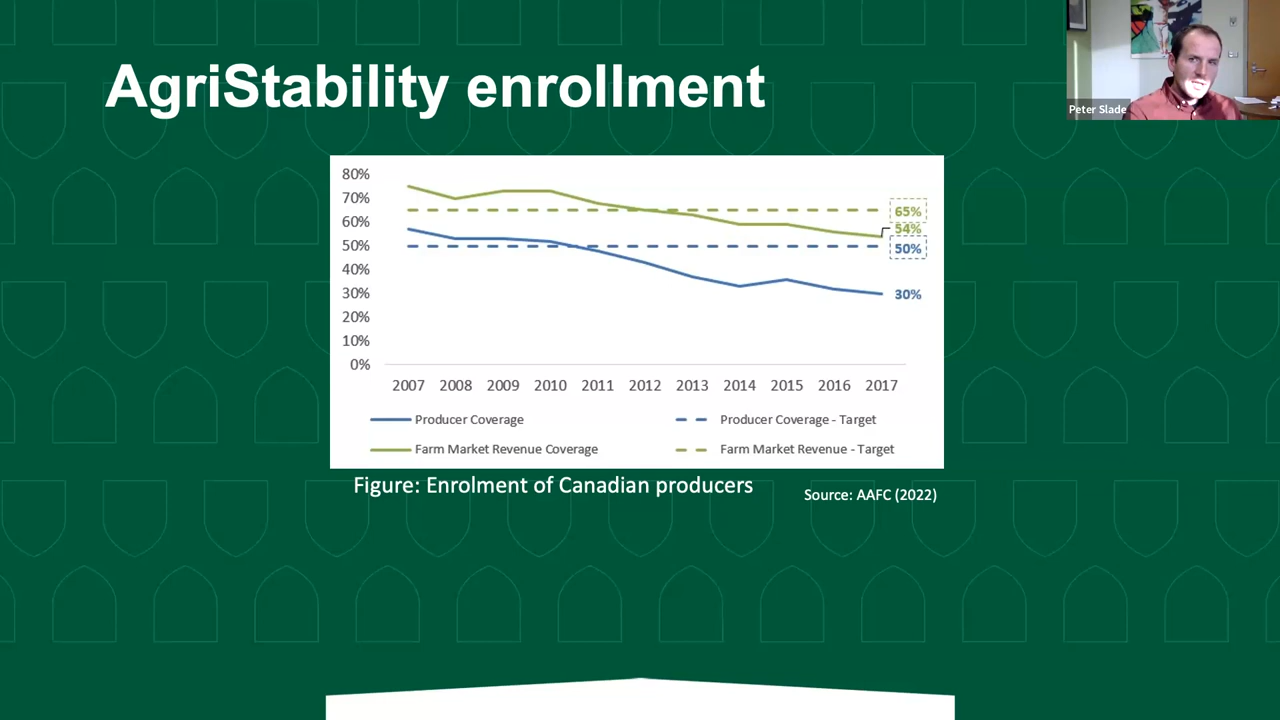 AgriStability enrollment
Peter Slade
80%
70%
60%
50%
40%
30%
20%
10%
0%
65%
54%
50%
30%
2007 2008 2009 2010 2011 2012 2013 2014 2015 2016 2017
Producer Coverage
Producer Coverage - Target
Farm Market Revenue Coverage
Farm Market Revenue - Target
Figure: Enrolment of Canadian producers
Source: AAFC (2022)